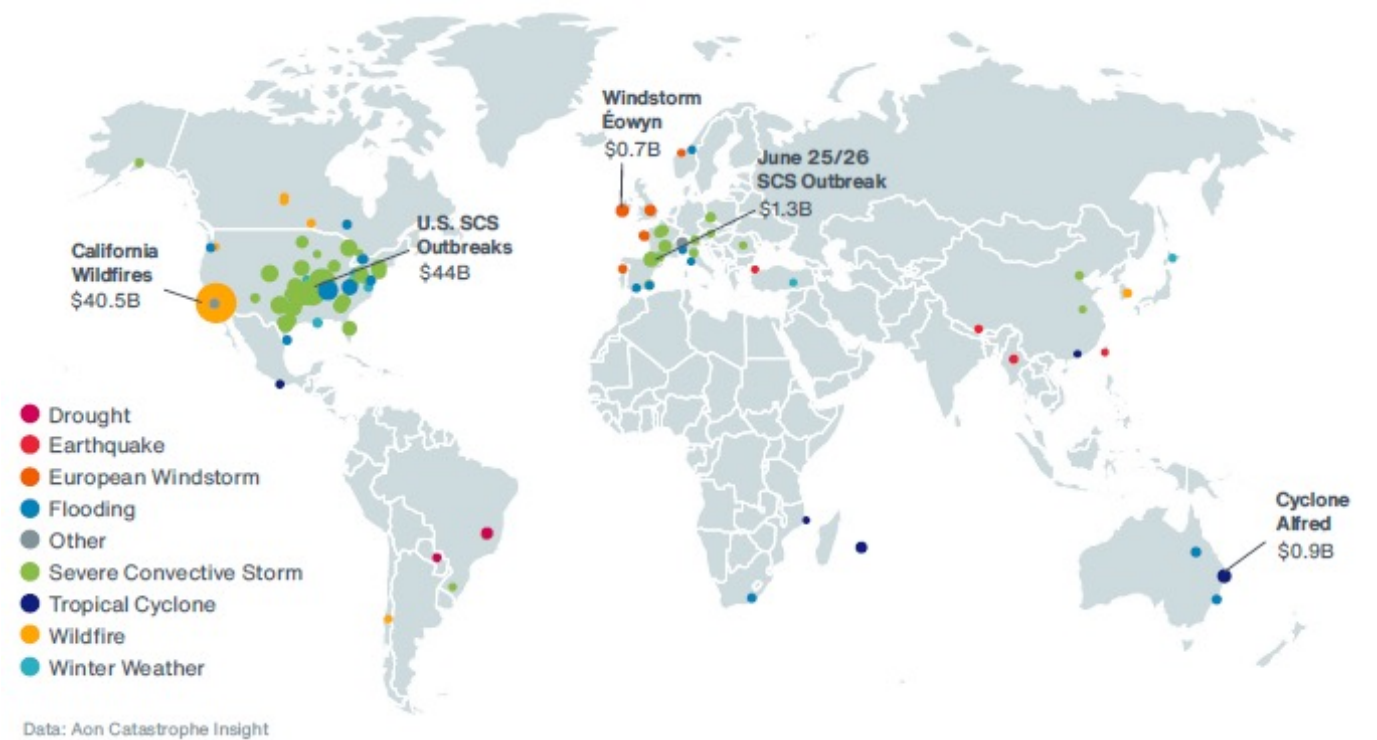 Windstorm
Éowyn
$0.7B
June 25/26
SCS Outbreak
$1.3B
U.S. SCS
Outbreaks
$44B
California
Wildfires
$40.5B
Drought
Earthquake
European Windstorm
Flooding
Other
Severe Convective Storm
Tropical Cyclone
Wildfire
Winter Weather
Cyclone
Alfred
$0.9B
Data: Aon Catastrophe Insight